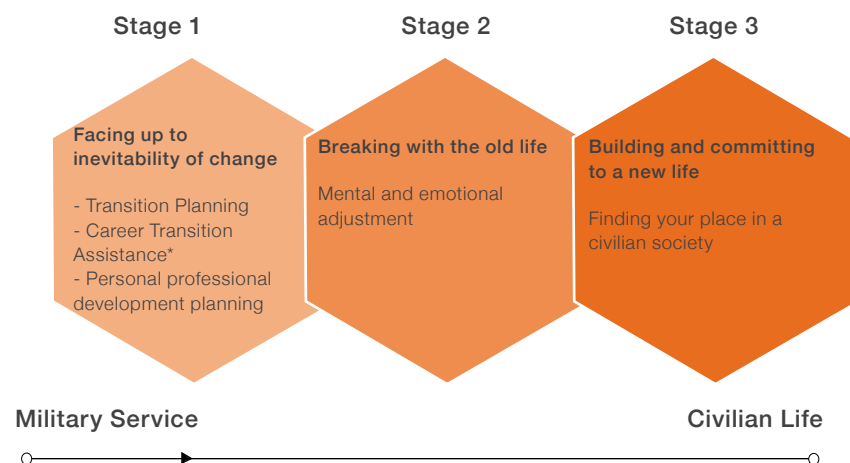 Stage 1
Stage 2
Stage 3
Facing up to
inevitability of change
- Transition Planning
- Career Transition
Assistance*
- Personal professional
development planning
Breaking with the old life
Mental and emotional
adjustment
Building and committing
to a new life
Finding your place in a
civilian society
Military Service
Civilian Life